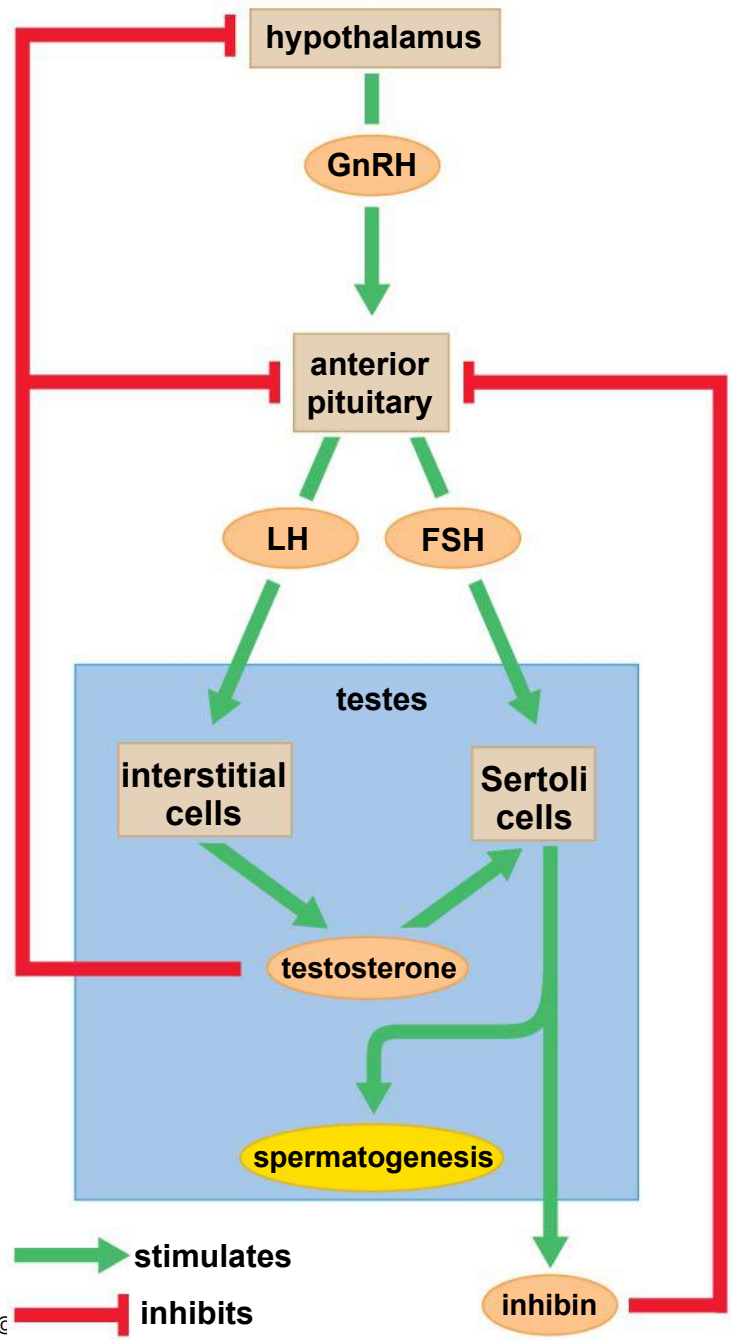 hypothalamus
GnRH
anterior
pituitary
LH
FSH
testes
interstitial
cells
Sertoli
cells
testosterone
spermatogenesis
stimulates
inhibits
inhibin